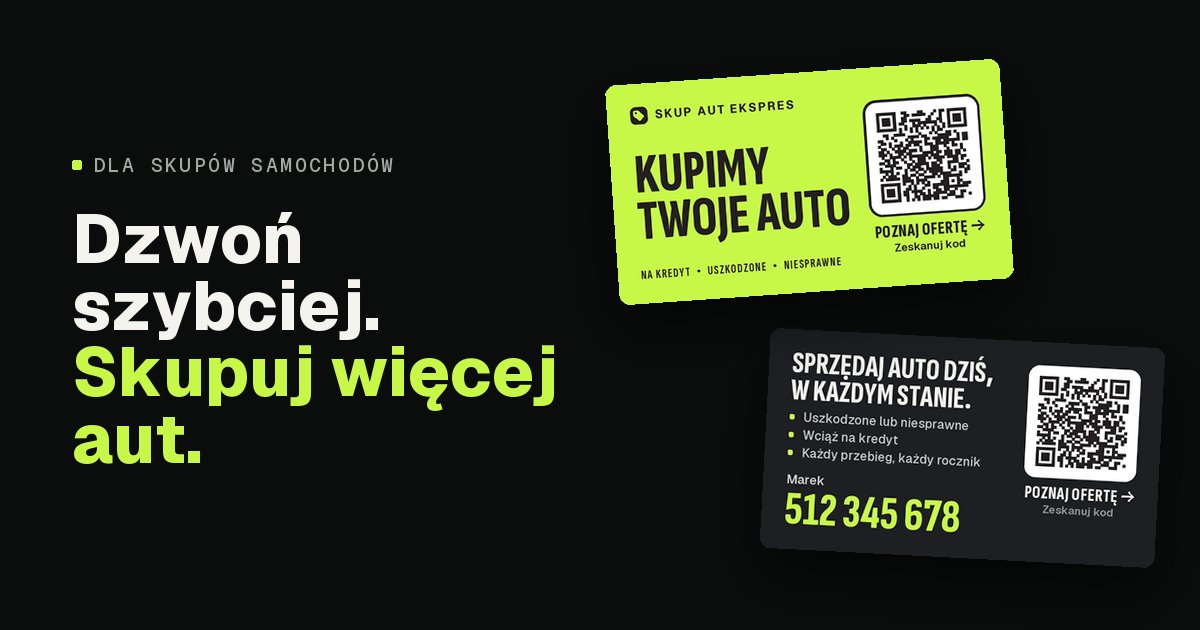 DLA SKUPÓW SAMOCHODÓW
Dzwoń
szybciej.
Skupuj więcej
aut.
SKUP AUT EKSPRES
KUPIMY
TWOJE AUTO
NA KREDYT • USZKODZONE • NIESPRAWNE
POZNAJ OFERTĘ →
Zeskanuj kod
SPRZEDAJ AUTO DZIŚ,
W KAŻDYM STANIE.
Uszkodzone lub niesprawne
Wciąż na kredyt
Każdy przebieg, każdy rocznik
Marek
512 345 678
POZNAJ OFERTĘ →
Zeskanuj kod